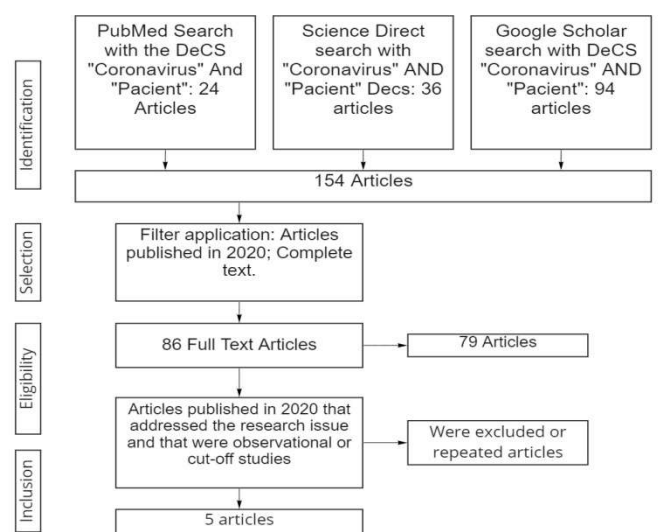 PubMed Search
with the DeCS
"Coronavirus" And
"Pacient": 24
Articles
Science Direct
search with
"Coronavirus" AND
"Pacient" Decs: 36
articles
Google Scholar
search with DeCS
"Coronavirus" AND
"Pacient": 94
articles
Identification
154 Articles
Selection
Filter application: Articles
published in 2020; Complete
text.
Eligibility
86 Full Text Articles
79 Articles
Articles published in 2020 that
addressed the research issue
and that were observational or
cut-off studies
Were excluded or
repeated articles
Inclusion
5 articles